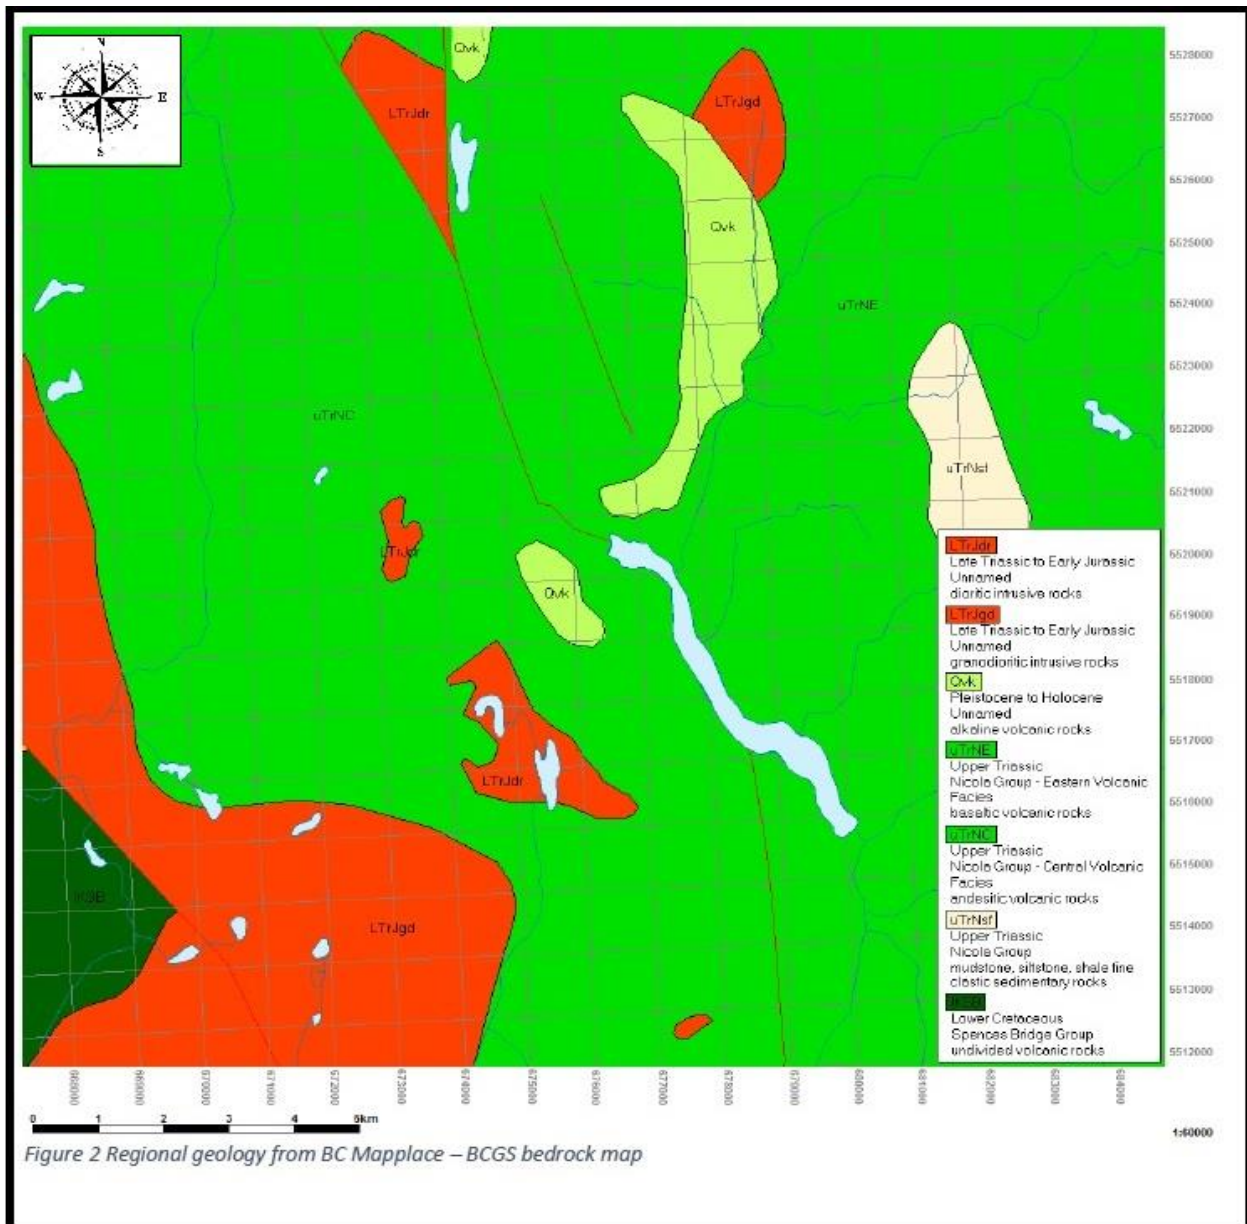 N
W
E
S
Qvk
LTrJdr
LTrJgd
Qvk
uTrNE
uTrNC
uTrNsf
LTrJdr
Qvk
LTrJdr
lKSB
LTrJgd
5528000
5527000
5526000
5525000
5524000
5523000
5522000
5521000
5520000
5519000
5518000
5517000
5516000
5515000
5514000
5513000
5512000
LTrJdr
Late Triassic to Early Jurassic
Unnamed
dioritic intrusive rocks
LTrJgd
Late Triassic to Early Jurassic
Unnamed
granodioritic intrusive rocks
Qvk
Pleistocene to Holocene
Unnamed
alkaline volcanic rocks
uTrNE
Upper Triassic
Nicola Group - Eastern Volcanic
Facies
basaltic volcanic rocks
uTrNC
Upper Triassic
Nicola Group - Central Volcanic
Facies
andesitic volcanic rocks
uTrNsf
Upper Triassic
Nicola Group
mudstone, siltstone, shale fine
clastic sedimentary rocks
lKSB
Lower Cretaceous
Spences Bridge Group
undivided volcanic rocks
668000
669000
670000
671000
672000
673000
674000
675000
676000
677000
678000
679000
680000
681000
682000
683000
684000
0 1 2 3 4 5km
1:60000
Figure 2 Regional geology from BC Mapplace – BCGS bedrock map